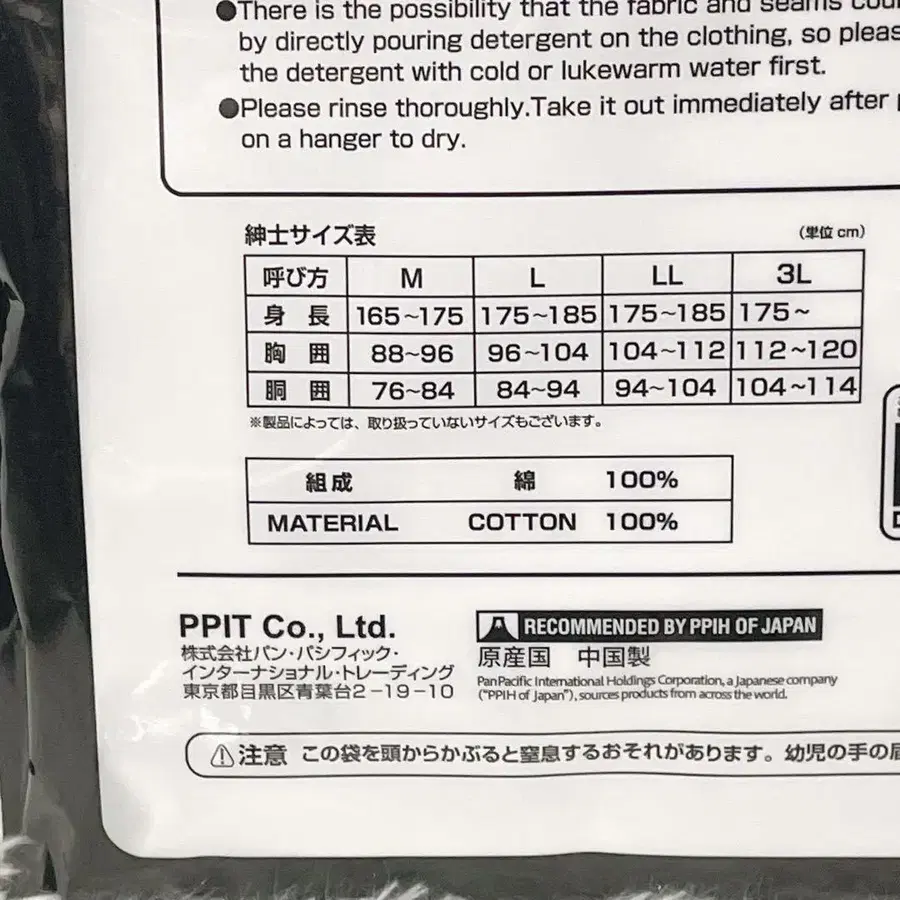 ●There is the possibility that the fabric and seams
by directly pouring detergent on the clothing, so
the detergent with cold or lukewarm water first.
●Please rinse thoroughly.Take it out immediately after
on a hanger to dry.
紳士サイズ表 (単位 cm)
呼び方 M L LL 3L
身長 165~175 175~185 175~185 175~
胸囲 88~96 96~104 104~112 112~120
胴囲 76~84 84~94 94~104 104~114
※製品によっては、取り扱っていないサイズもございます。
組成 綿 100%
MATERIAL COTTON 100%
PPIT Co., Ltd.
株式会社パン・パシフィック・
インターナショナル・トレーディング
東京都目黒区青葉台2-19-10
RECOMMENDED BY PPIH OF JAPAN
原産国 中国製
Pan Pacific International Holdings Corporation, a Japanese company
("PPIH of Japan"), sources products from across the world.
注意 この袋を頭からかぶると窒息するおそれがあります。幼児の手の